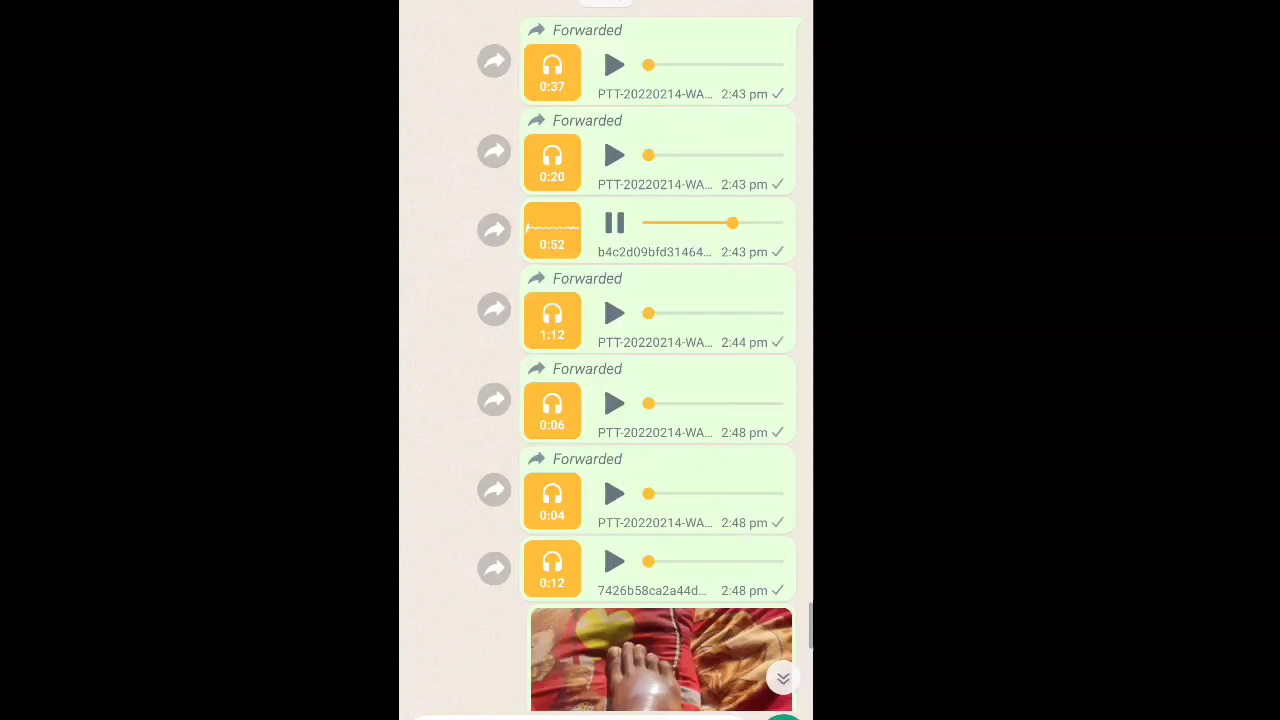 Forwarded
0:37
PTT-20220214-WA... 2:43 pm
Forwarded
0:20
PTT-20220214-WA... 2:43 pm
0:52
b4c2d09bfd31464... 2:43 pm
Forwarded
1:12
PTT-20220214-WA... 2:44 pm
Forwarded
0:06
PTT-20220214-WA... 2:48 pm
Forwarded
0:04
PTT-20220214-WA... 2:48 pm
0:12
7426b58ca2a44d... 2:48 pm